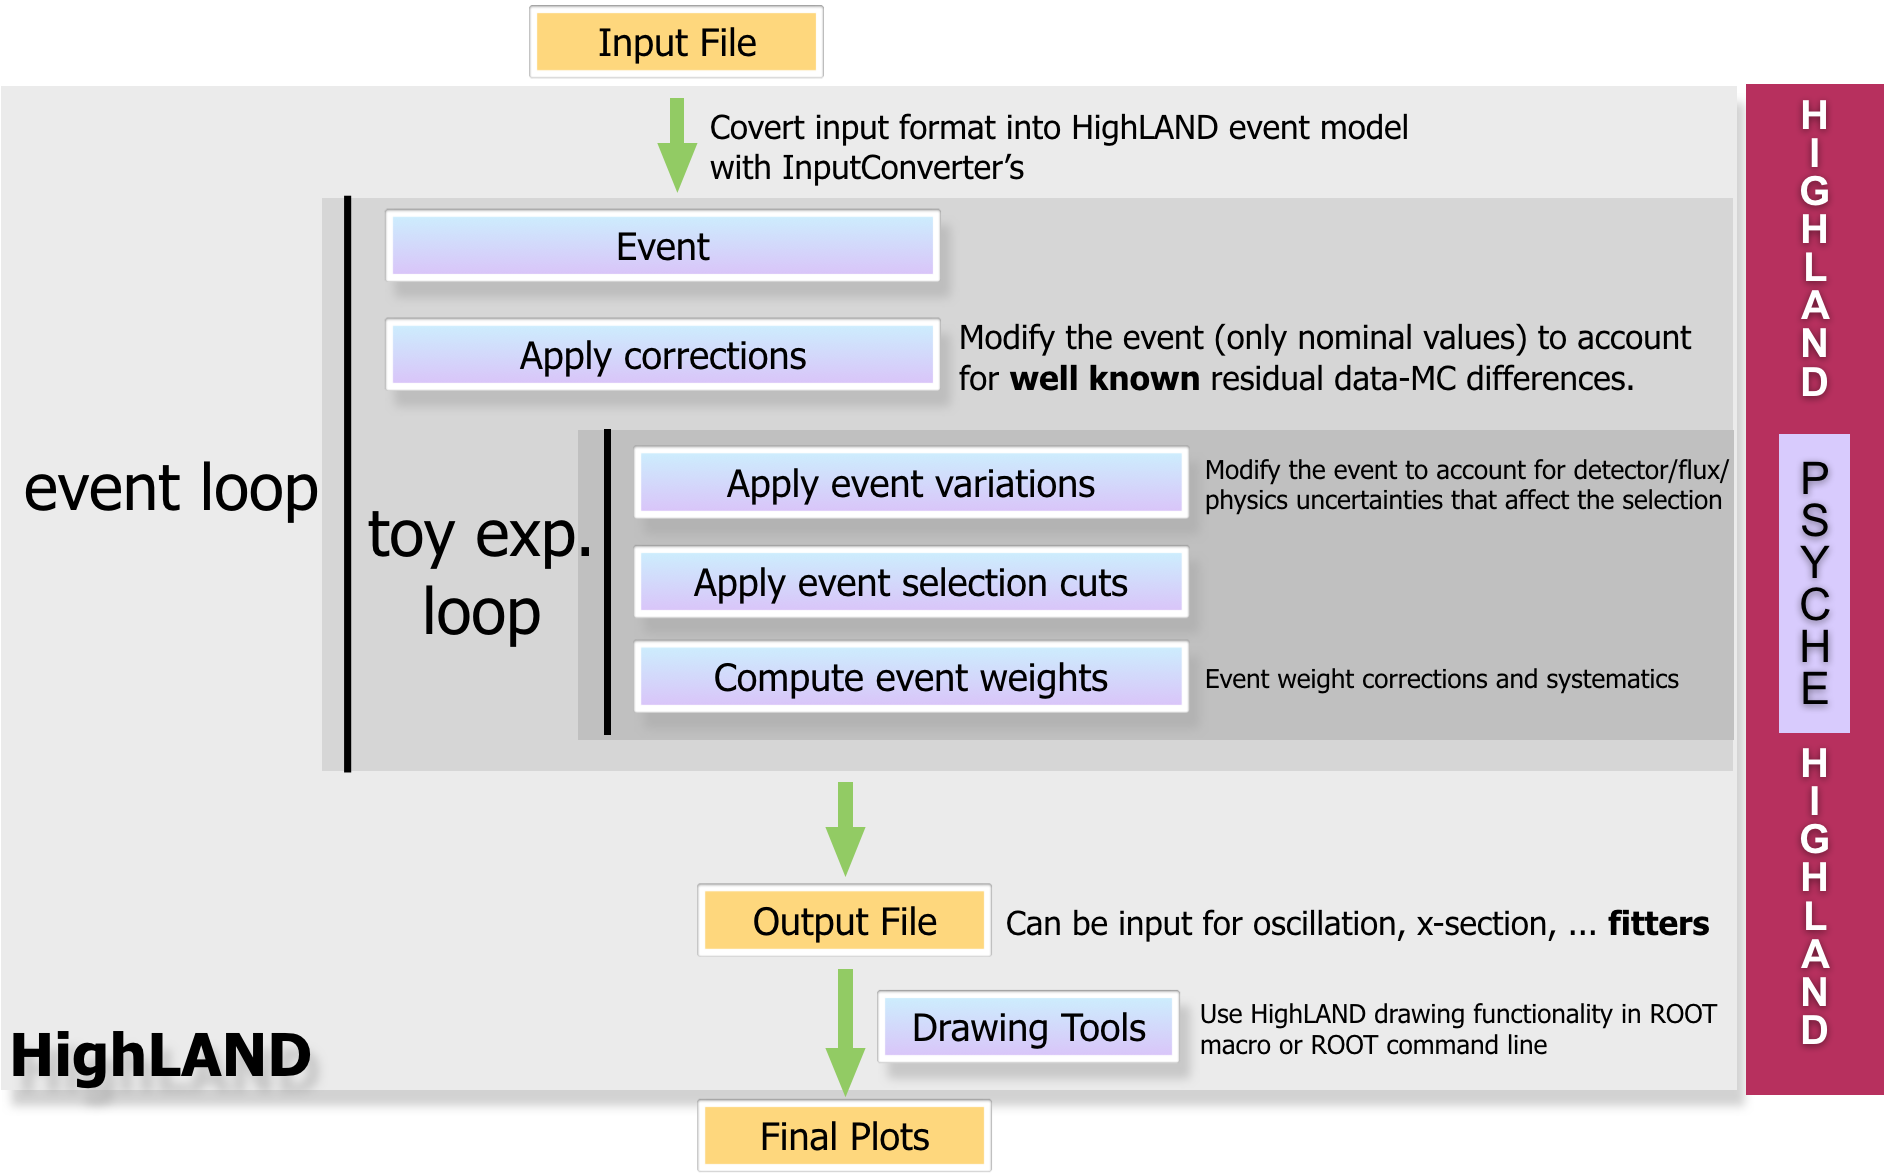 Input File
Covert input format into HighLAND event model
with InputConverter’s
Event
Apply corrections
Modify the event (only nominal values) to account
for well known residual data-MC differences.
event loop
toy exp.
loop
Apply event variations
Modify the event to account for detector/flux/
physics uncertainties that affect the selection
Apply event selection cuts
Compute event weights
Event weight corrections and systematics
Output File
Can be input for oscillation, x-section, ... fitters
Drawing Tools
Use HighLAND drawing functionality in ROOT
macro or ROOT command line
HighLAND
Final Plots
HIGHLAND
PSYCHE
HIGHLAND